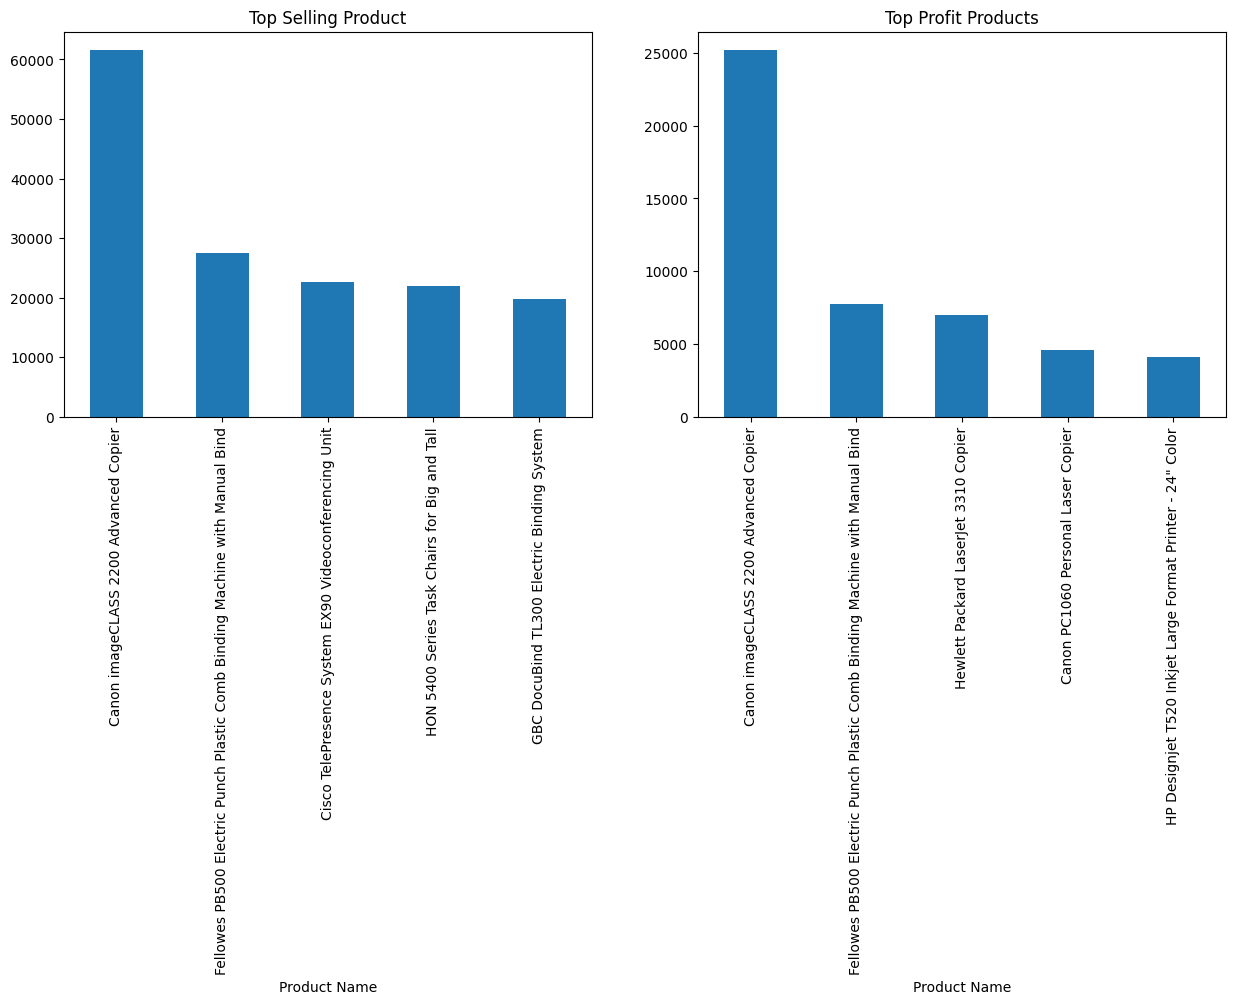 Top Selling Product
60000
50000
40000
30000
20000
10000
0
Canon imageCLASS 2200 Advanced Copier
Fellowes PB500 Electric Punch Plastic Comb Binding Machine with Manual Bind
Cisco TelePresence System EX90 Videoconferencing Unit
HON 5400 Series Task Chairs for Big and Tall
GBC DocuBind TL300 Electric Binding System
Product Name
Top Profit Products
25000
20000
15000
10000
5000
0
Canon imageCLASS 2200 Advanced Copier
Fellowes PB500 Electric Punch Plastic Comb Binding Machine with Manual Bind
Hewlett Packard LaserJet 3310 Copier
Canon PC1060 Personal Laser Copier
HP Designjet T520 Inkjet Large Format Printer - 24" Color
Product Name